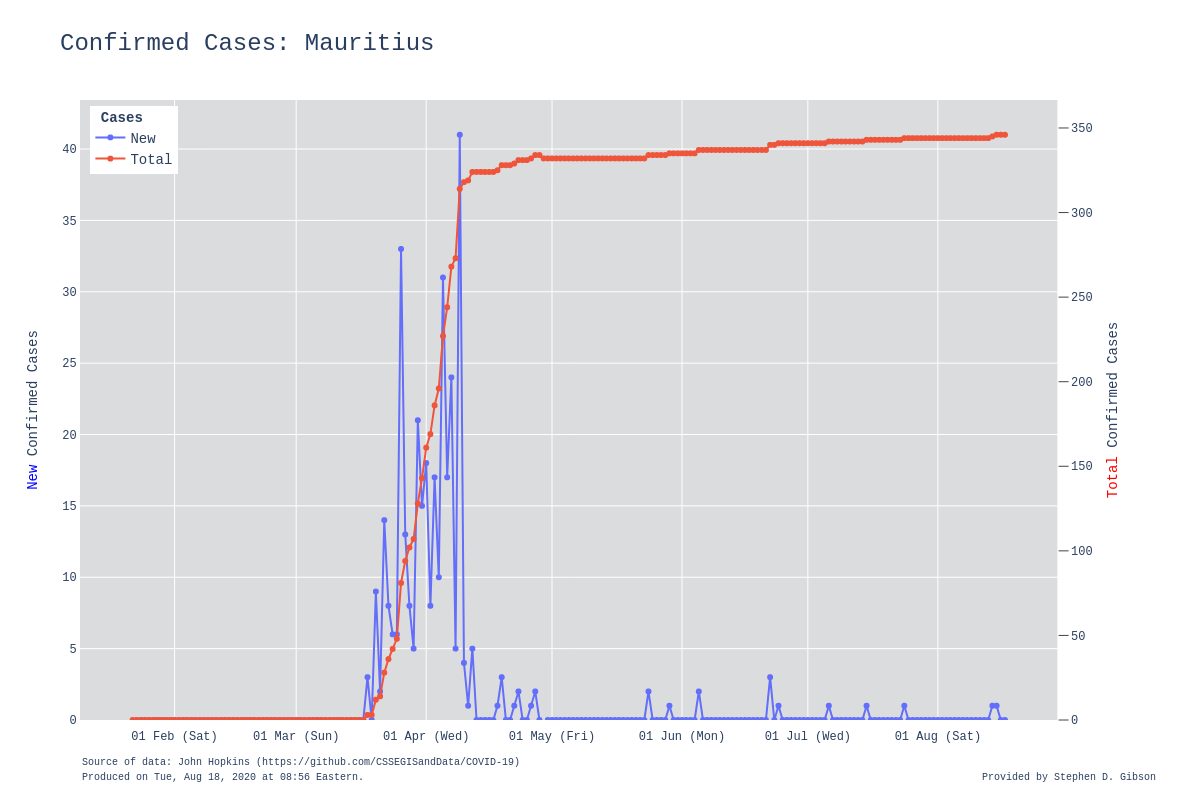 Confirmed Cases: Mauritius
Cases
New
Total
40
35
30
25
20
15
10
5
0
350
300
250
200
150
100
50
0
New Confirmed Cases
Total Confirmed Cases
01 Feb (Sat)
01 Mar (Sun)
01 Apr (Wed)
01 May (Fri)
01 Jun (Mon)
01 Jul (Wed)
01 Aug (Sat)
Source of data: John Hopkins (https://github.com/CSSEGISandData/COVID-19)
Produced on Tue, Aug 18, 2020 at 08:56 Eastern.
Provided by Stephen D. Gibson